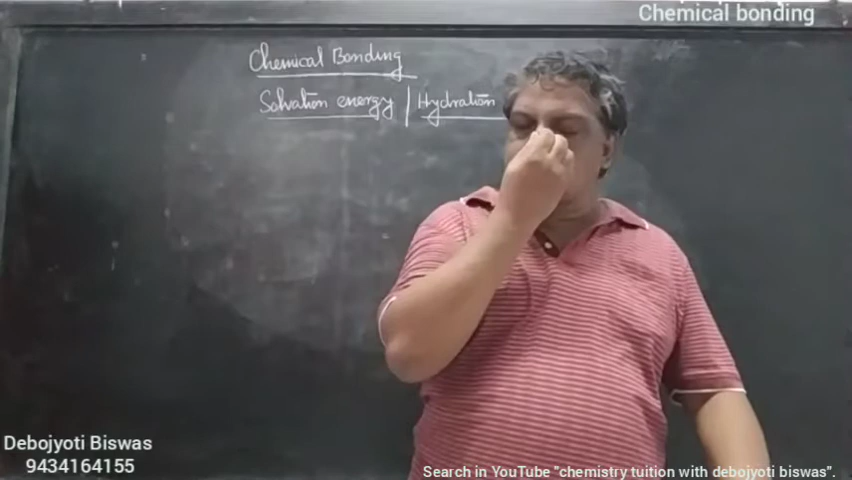 Chemical bonding
Chemical Bonding
Solvation energy | Hydration
Debojyoti Biswas
9434164155
Search in YouTube "chemistry tuition with debojyoti biswas".